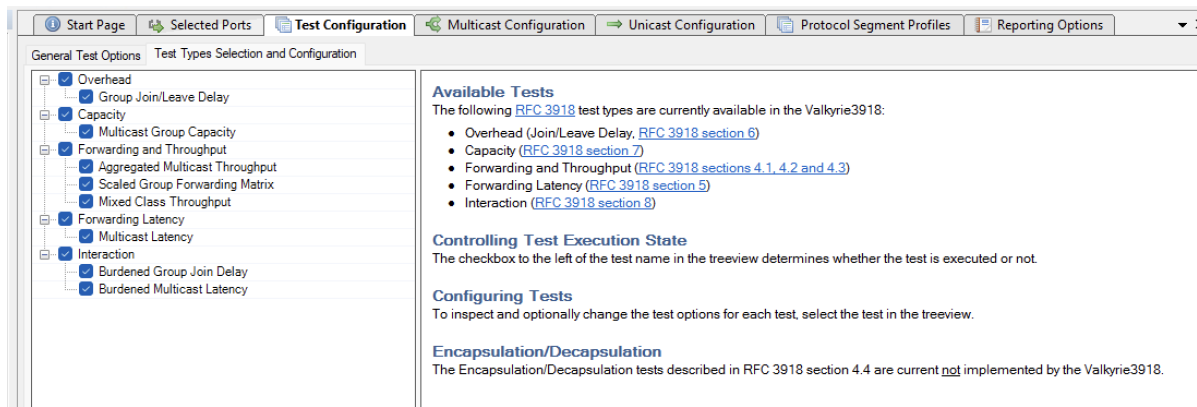 Start Page Selected Ports Test Configuration Multicast Configuration Unicast Configuration Protocol Segment Profiles Reporting Options
General Test Options Test Types Selection and Configuration
Overhead
Group Join/Leave Delay
Capacity
Multicast Group Capacity
Forwarding and Throughput
Aggregated Multicast Throughput
Scaled Group Forwarding Matrix
Mixed Class Throughput
Forwarding Latency
Multicast Latency
Interaction
Burdened Group Join Delay
Burdened Multicast Latency
Available Tests
The following RFC 3918 test types are currently available in the Valkyrie3918:
• Overhead (Join/Leave Delay, RFC 3918 section 6)
• Capacity (RFC 3918 section 7)
• Forwarding and Throughput (RFC 3918 sections 4.1, 4.2 and 4.3)
• Forwarding Latency (RFC 3918 section 5)
• Interaction (RFC 3918 section 8)
Controlling Test Execution State
The checkbox to the left of the test name in the treeview determines whether the test is executed or not.
Configuring Tests
To inspect and optionally change the test options for each test, select the test in the treeview.
Encapsulation/Decapsulation
The Encapsulation/Decapsulation tests described in RFC 3918 section 4.4 are current not implemented by the Valkyrie3918.